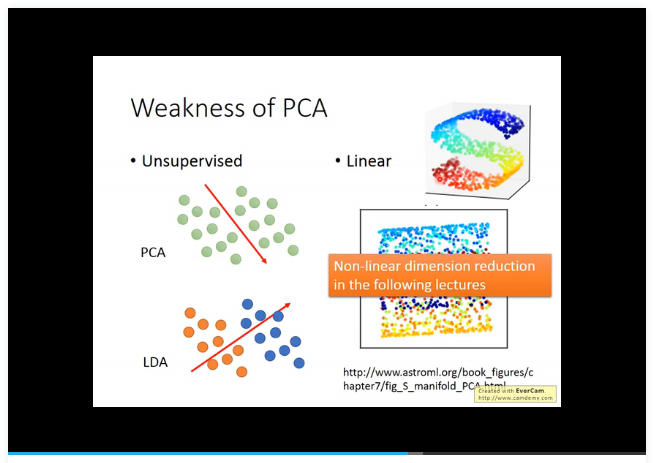 Weakness of PCA
• Unsupervised
• Linear
PCA
Non-linear dimension reduction
in the following lectures
LDA
http://www.astroml.org/book_figures/c
hapter7/fig_S_manifold_PCA.html
Created with EverCam.
http://www.camdemy.com